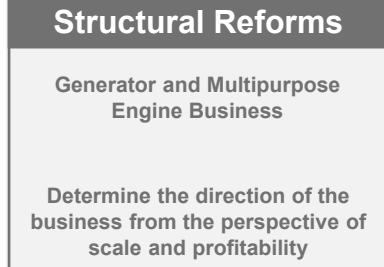 Structural Reforms
Generator and Multipurpose
Engine Business
Determine the direction of the
business from the perspective of
scale and profitability